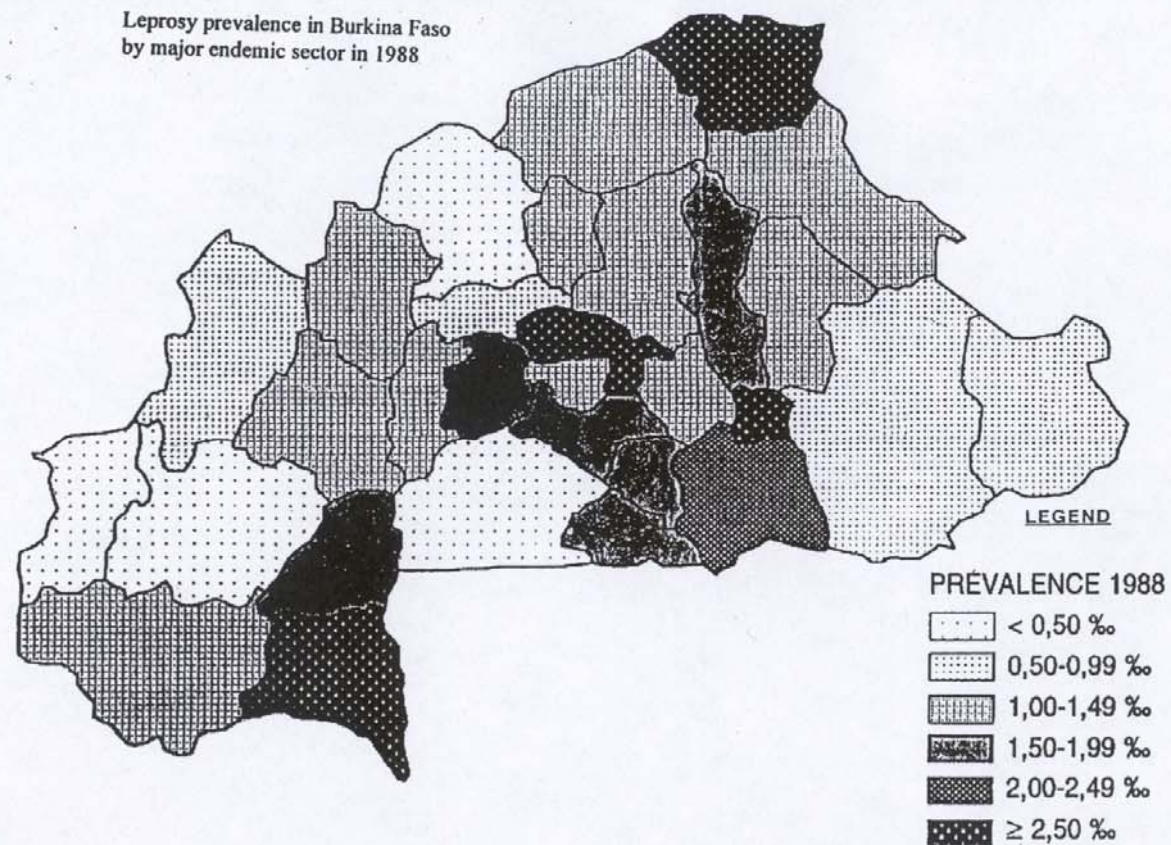 Leprosy prevalence in Burkina Faso
by major endemic sector in 1988
LEGEND
PRÉVALENCE 1988
< 0,50 ‰
0,50-0,99 ‰
1,00-1,49 ‰
1,50-1,99 ‰
2,00-2,49 ‰
≥ 2,50 ‰